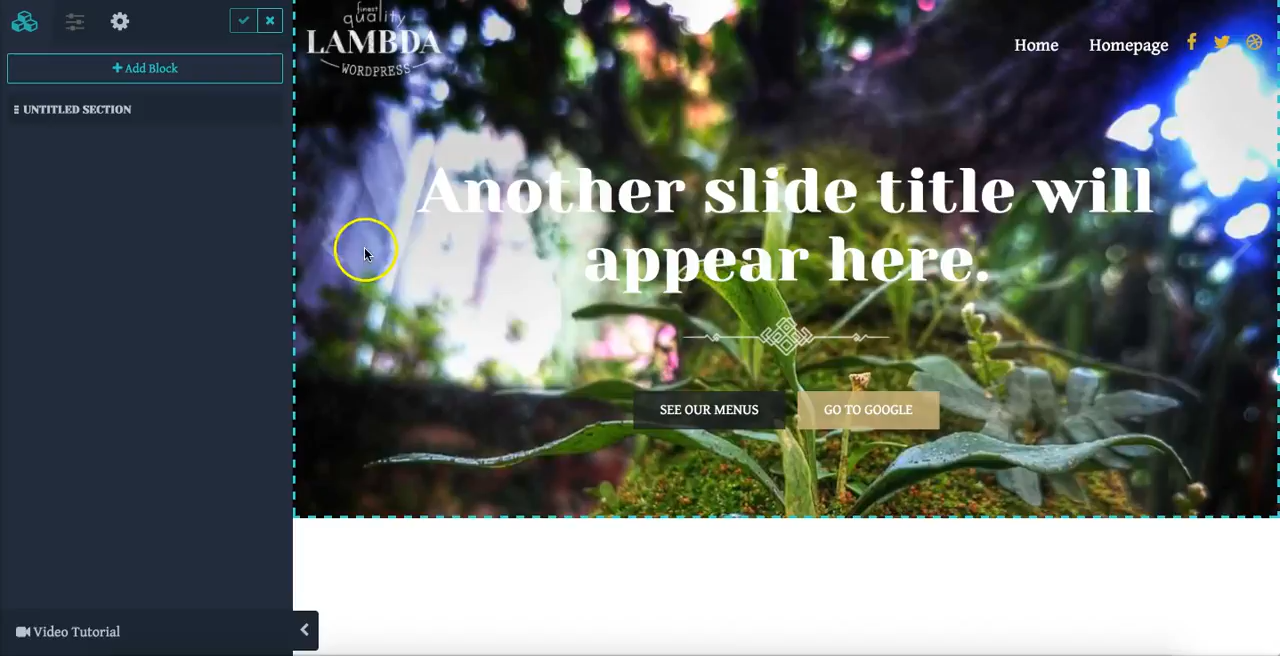 Add Block
UNTITLED SECTION
Video Tutorial
finest
quality
LAMBDA
WORDPRESS
Home Homepage
Another slide title will
appear here.
SEE OUR MENUS GO TO GOOGLE